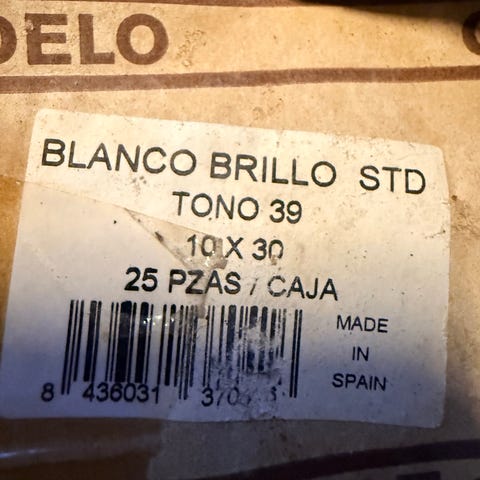 DELO
BLANCO BRILLO STD
TONO 39
10 X 30
25 PZAS / CAJA
MADE
IN
SPAIN
8 436031